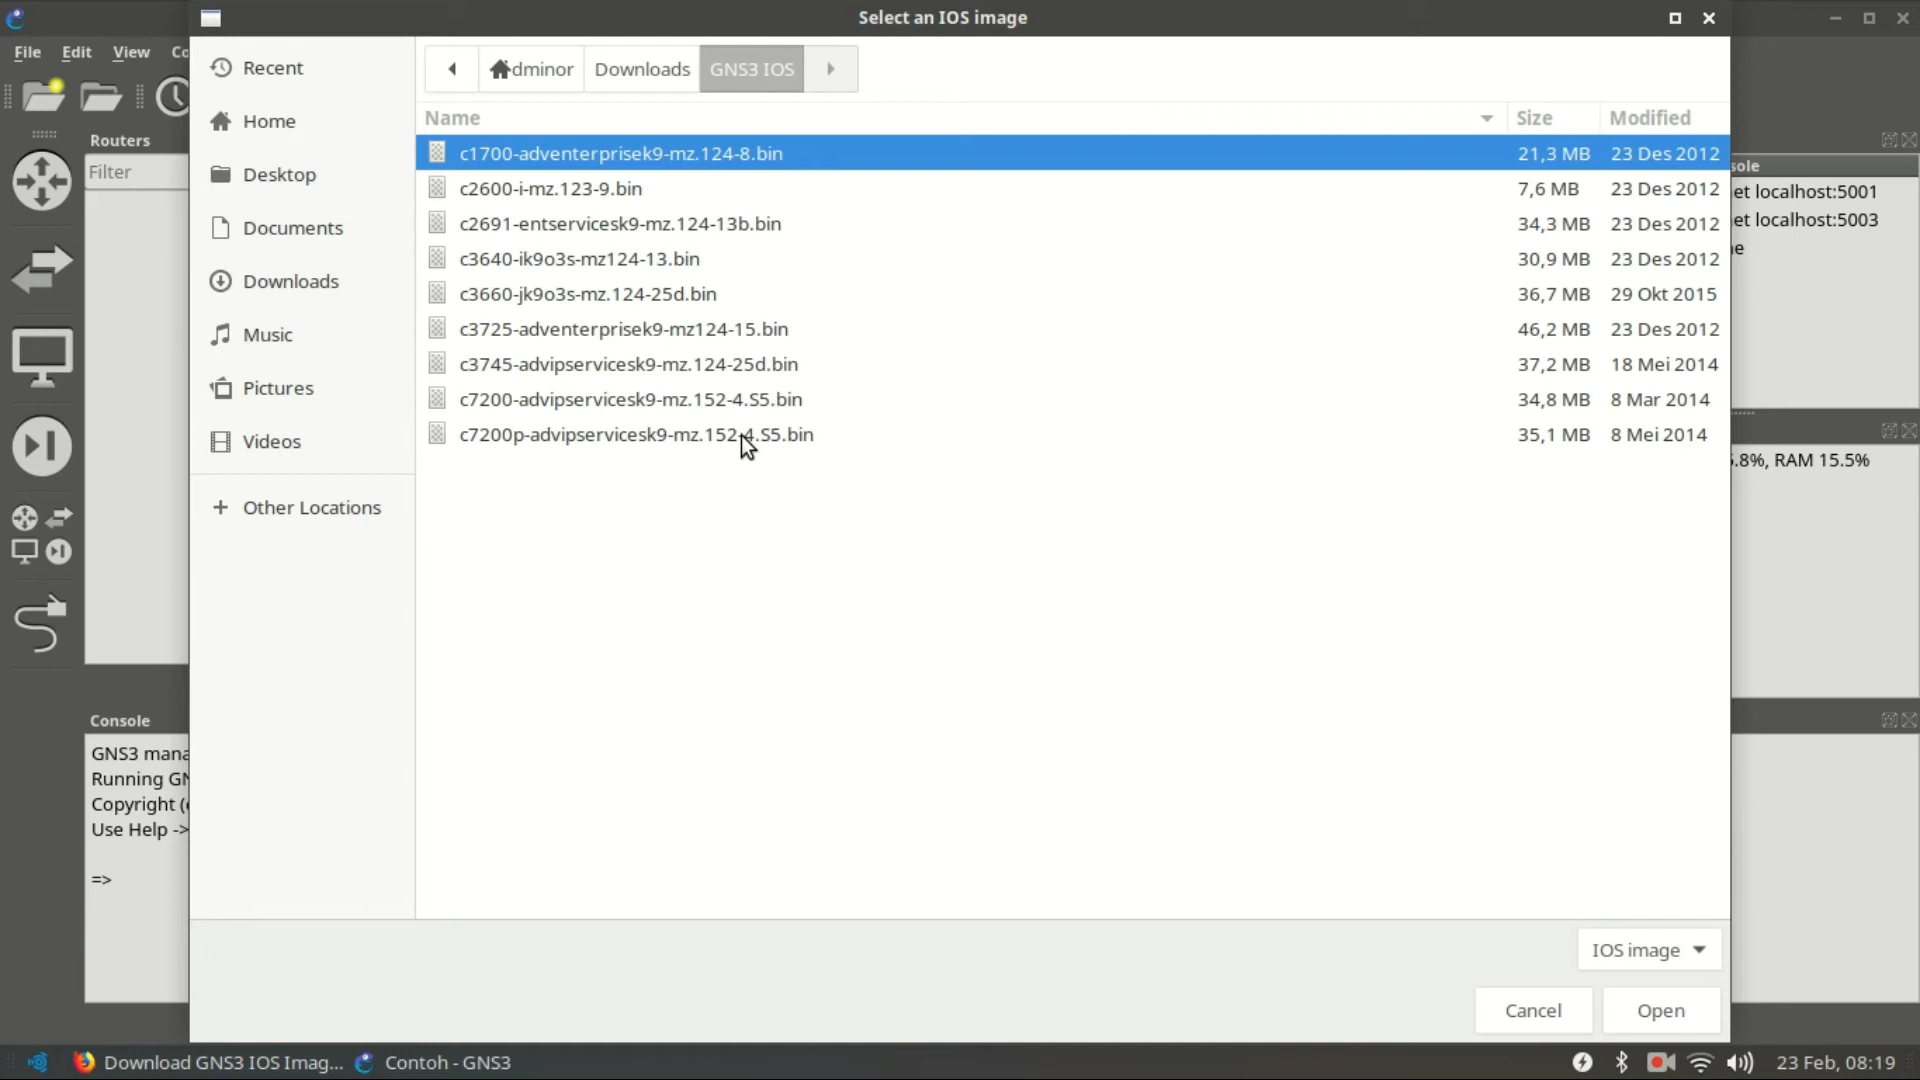 Select an IOS image
File Edit View Co
Recent
Home
Desktop
Documents
Downloads
Music
Pictures
Videos
Other Locations
dminor Downloads GNS3 IOS
Name Size Modified
c1700-adventerprisek9-mz.124-8.bin 21,3 MB 23 Des 2012
c2600-i-mz.123-9.bin 7,6 MB 23 Des 2012
c2691-entservicesk9-mz.124-13b.bin 34,3 MB 23 Des 2012
c3640-ik9o3s-mz124-13.bin 30,9 MB 23 Des 2012
c3660-jk9o3s-mz.124-25d.bin 36,7 MB 29 Okt 2015
c3725-adventerprisek9-mz124-15.bin 46,2 MB 23 Des 2012
c3745-advipservicesk9-mz.124-25d.bin 37,2 MB 18 Mei 2014
c7200-advipservicesk9-mz.152-4.S5.bin 34,8 MB 8 Mar 2014
c7200p-advipservicesk9-mz.152-4.S5.bin 35,1 MB 8 Mei 2014
IOS image
Cancel Open
Routers
Filter
Console
GNS3 mana
Running GN
Copyright (
Use Help ->
=>
sole
et localhost:5001
et localhost:5003
e
.8%, RAM 15.5%
Download GNS3 IOS Imag... Contoh - GNS3 23 Feb, 08:19